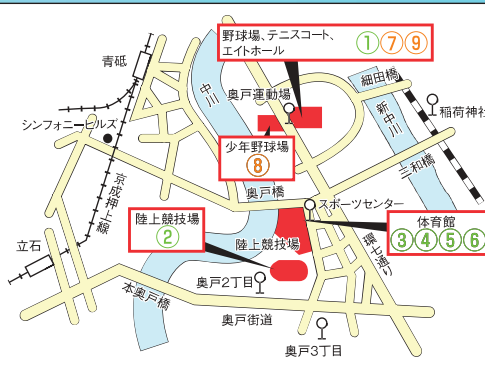 野球場、テニスコート、
エイトホール
①⑦⑨
青砥
中川
奥戸運動場
細田橋
新中川
稲荷神社
シンフォニーヒルズ
少年野球場
⑧
三和橋
奥戸橋
スポーツセンター
京成押上線
陸上競技場
②
体育館
③④⑤⑥
陸上競技場
環七通り
立石
奥戸2丁目
本奥戸橋
奥戸街道
奥戸3丁目